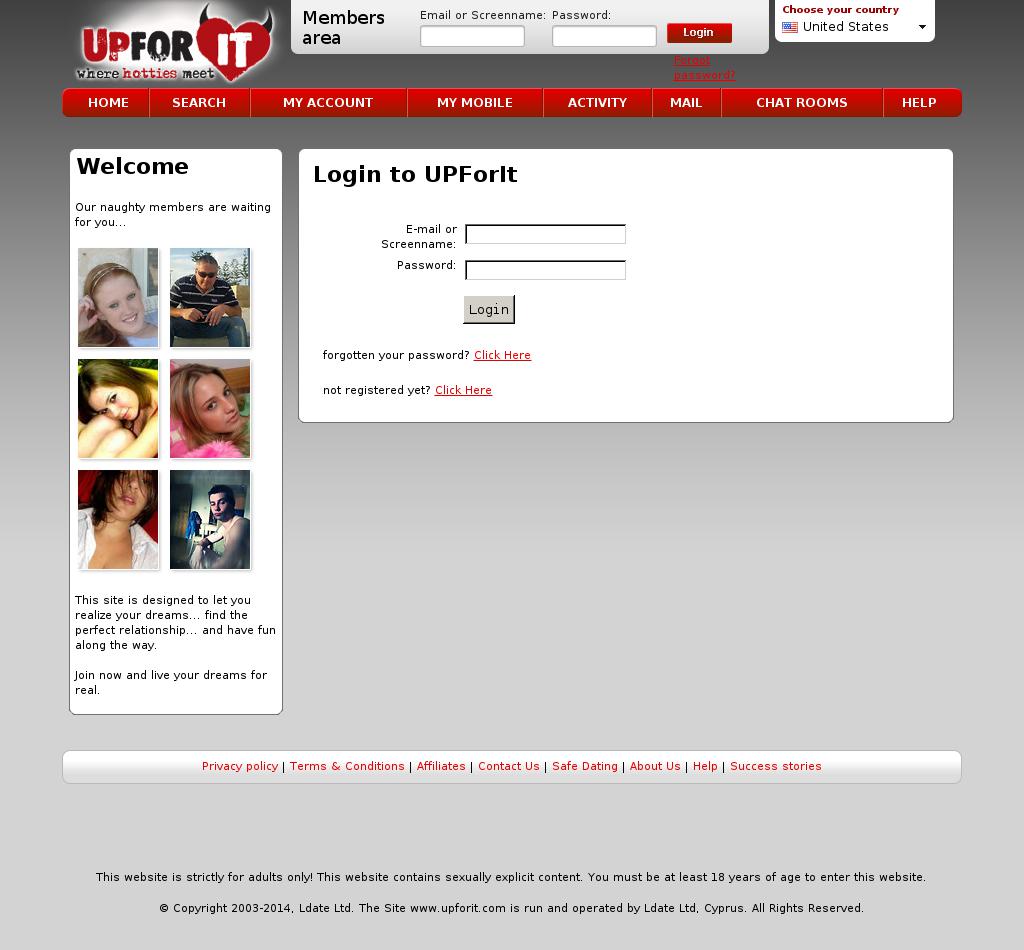 UPFORIT
where hotties meet
Members
area
Email or Screenname: Password:
Login
Forgot
password?
Choose your country
United States
HOME SEARCH MY ACCOUNT MY MOBILE ACTIVITY MAIL CHAT ROOMS HELP
Welcome
Our naughty members are waiting
for you...
This site is designed to let you
realize your dreams... find the
perfect relationship... and have fun
along the way.
Join now and live your dreams for
real.
Login to UPForIt
E-mail or
Screenname:
Password:
Login
forgotten your password? Click Here
not registered yet? Click Here
Privacy policy | Terms & Conditions | Affiliates | Contact Us | Safe Dating | About Us | Help | Success stories
This website is strictly for adults only! This website contains sexually explicit content. You must be at least 18 years of age to enter this website.
© Copyright 2003-2014, Ldate Ltd. The Site www.upforit.com is run and operated by Ldate Ltd, Cyprus. All Rights Reserved.